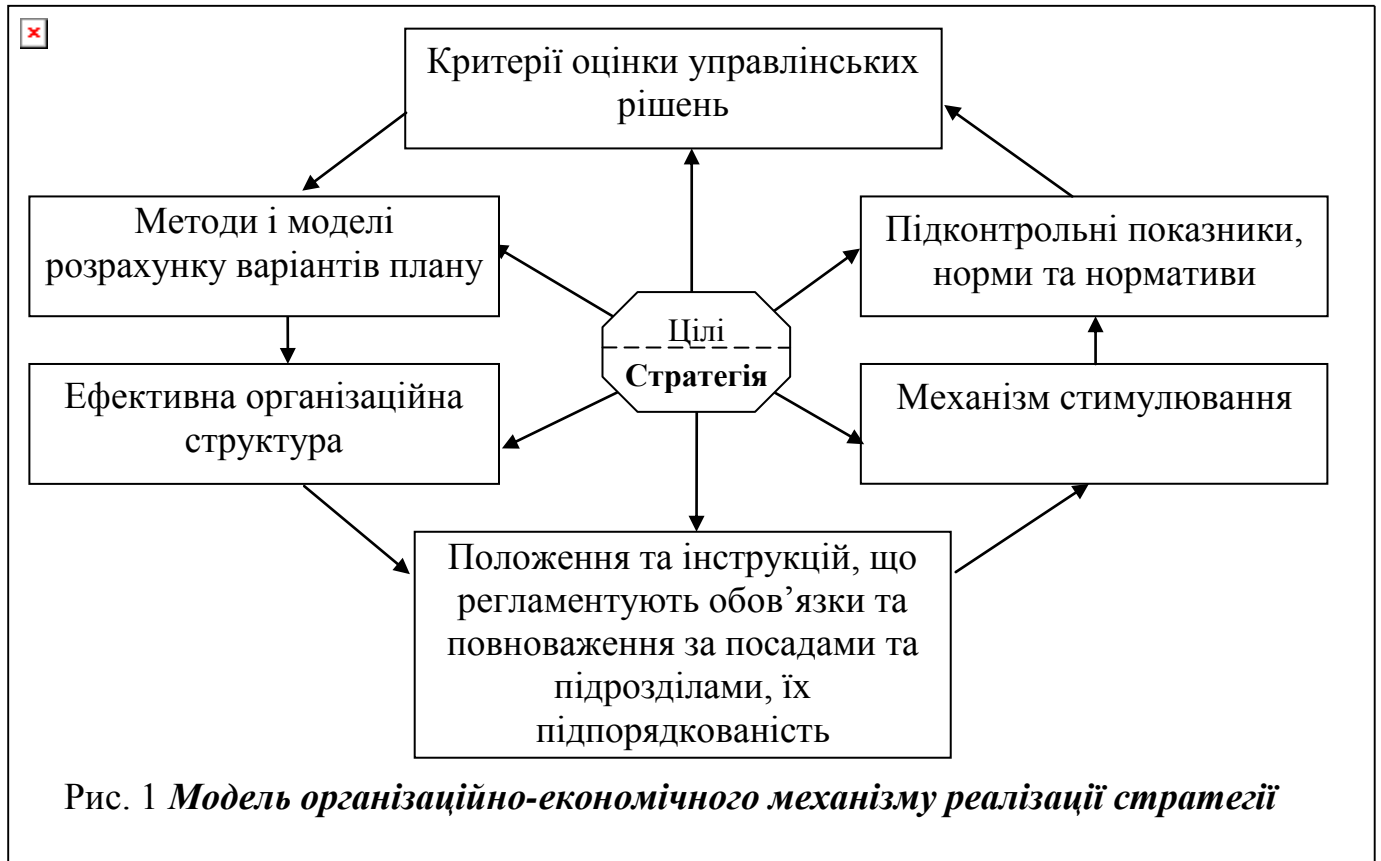 Критерії оцінки управлінських
рішень
Методи і моделі
розрахунку варіантів плану
Підконтрольні показники,
норми та нормативи
Цілі
Стратегія
Ефективна організаційна
структура
Механізм стимулювання
Положення та інструкцій, що
регламентують обов’язки та
повноваження за посадами та
підрозділами, їх
підпорядкованість
Рис. 1 Модель організаційно-економічного механізму реалізації стратегії